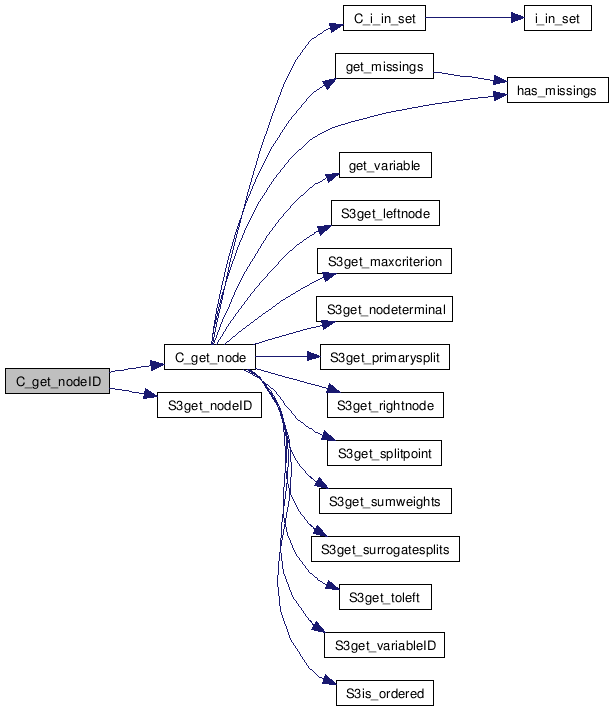 C_i_in_set
i_in_set
get_missings
has_missings
get_variable
S3get_leftnode
S3get_maxcriterion
S3get_nodeterminal
C_get_node
S3get_primarysplit
C_get_nodeID
S3get_nodeID
S3get_rightnode
S3get_splitpoint
S3get_sumweights
S3get_surrogatesplits
S3get_toleft
S3get_variableID
S3is_ordered